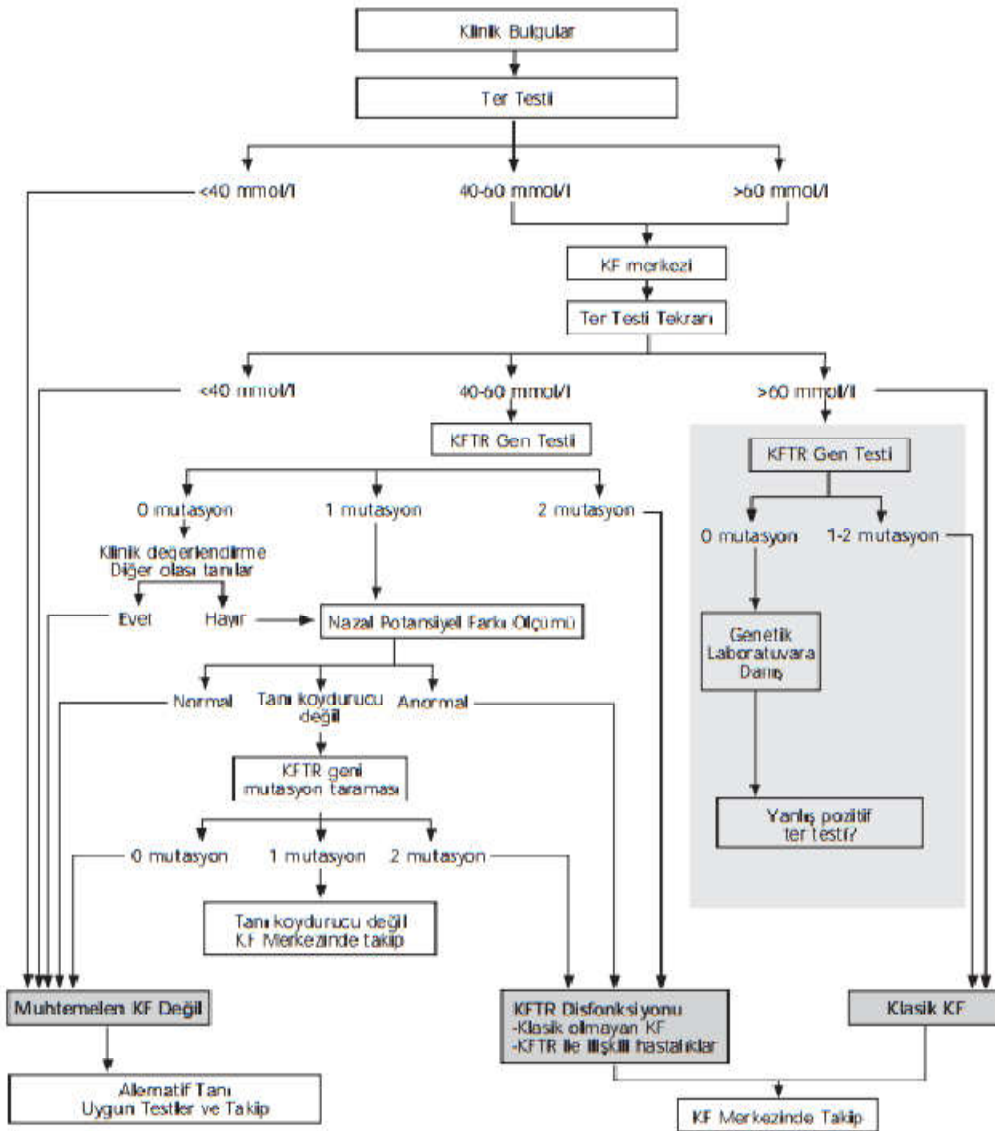 Klinik Bulgular
Ter Testi
<40 mmol/l
40-60 mmol/l
>60 mmol/l
KF merkezi
Ter Testi Tekrarı
<40 mmol/l
40-60 mmol/l
>60 mmol/l
KFTR Gen Testi
KFTR Gen Testi
0 mutasyon
1 mutasyon
2 mutasyon
0 mutasyon
1-2 mutasyon
Klinik değerlendirme
Diğer olası tanılar
Evet
Hayır
Nazal Potansiyel Farkı Ölçümü
Genetik
Laboratuvara
Danış
Normal
Tanı koydurucu
değil
Anormal
KFTR geni
mutasyon taraması
Yanlış pozitif
ter testi?
0 mutasyon
1 mutasyon
2 mutasyon
Tanı koydurucu değil
KF Merkezinde takip
Muhtemelen KF Değil
KFTR Disfonksiyonu
-Klasik olmayan KF
-KFTR ile ilişkili hastalıklar
Klasik KF
Alernatif Tanı
Uygun Testler ve Takip
KF Merkezinde Takip